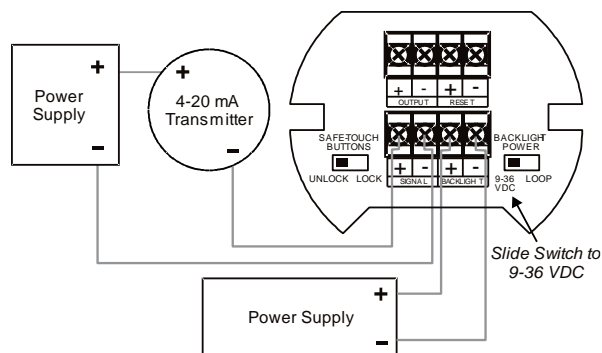 +
Power
Supply
-
+
4-20 mA
Transmitter
-
+ - + -
OUTPUT RESET
SAFE-TOUCH
BUTTONS
UNLOCK LOCK
BACKLIGHT
POWER
9-36
VDC
LOOP
+ - + -
SIGNAL BACKLIGHT
Slide Switch to
9-36 VDC
Power Supply
+
-